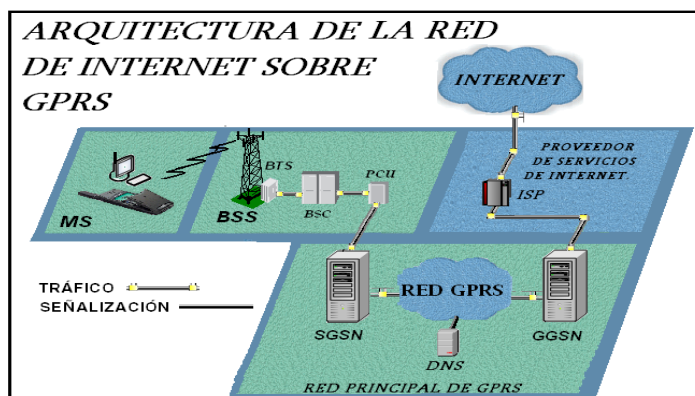 ARQUITECTURA DE LA RED
DE INTERNET SOBRE
GPRS
INTERNET
PROVEEDOR
DE SERVICIOS
DE INTERNET.
BTS
PCU
ISP
MS
BSS
BSC
TRÁFICO
SEÑALIZACIÓN
RED GPRS
SGSN
GGSN
DNS
RED PRINCIPAL DE GPRS